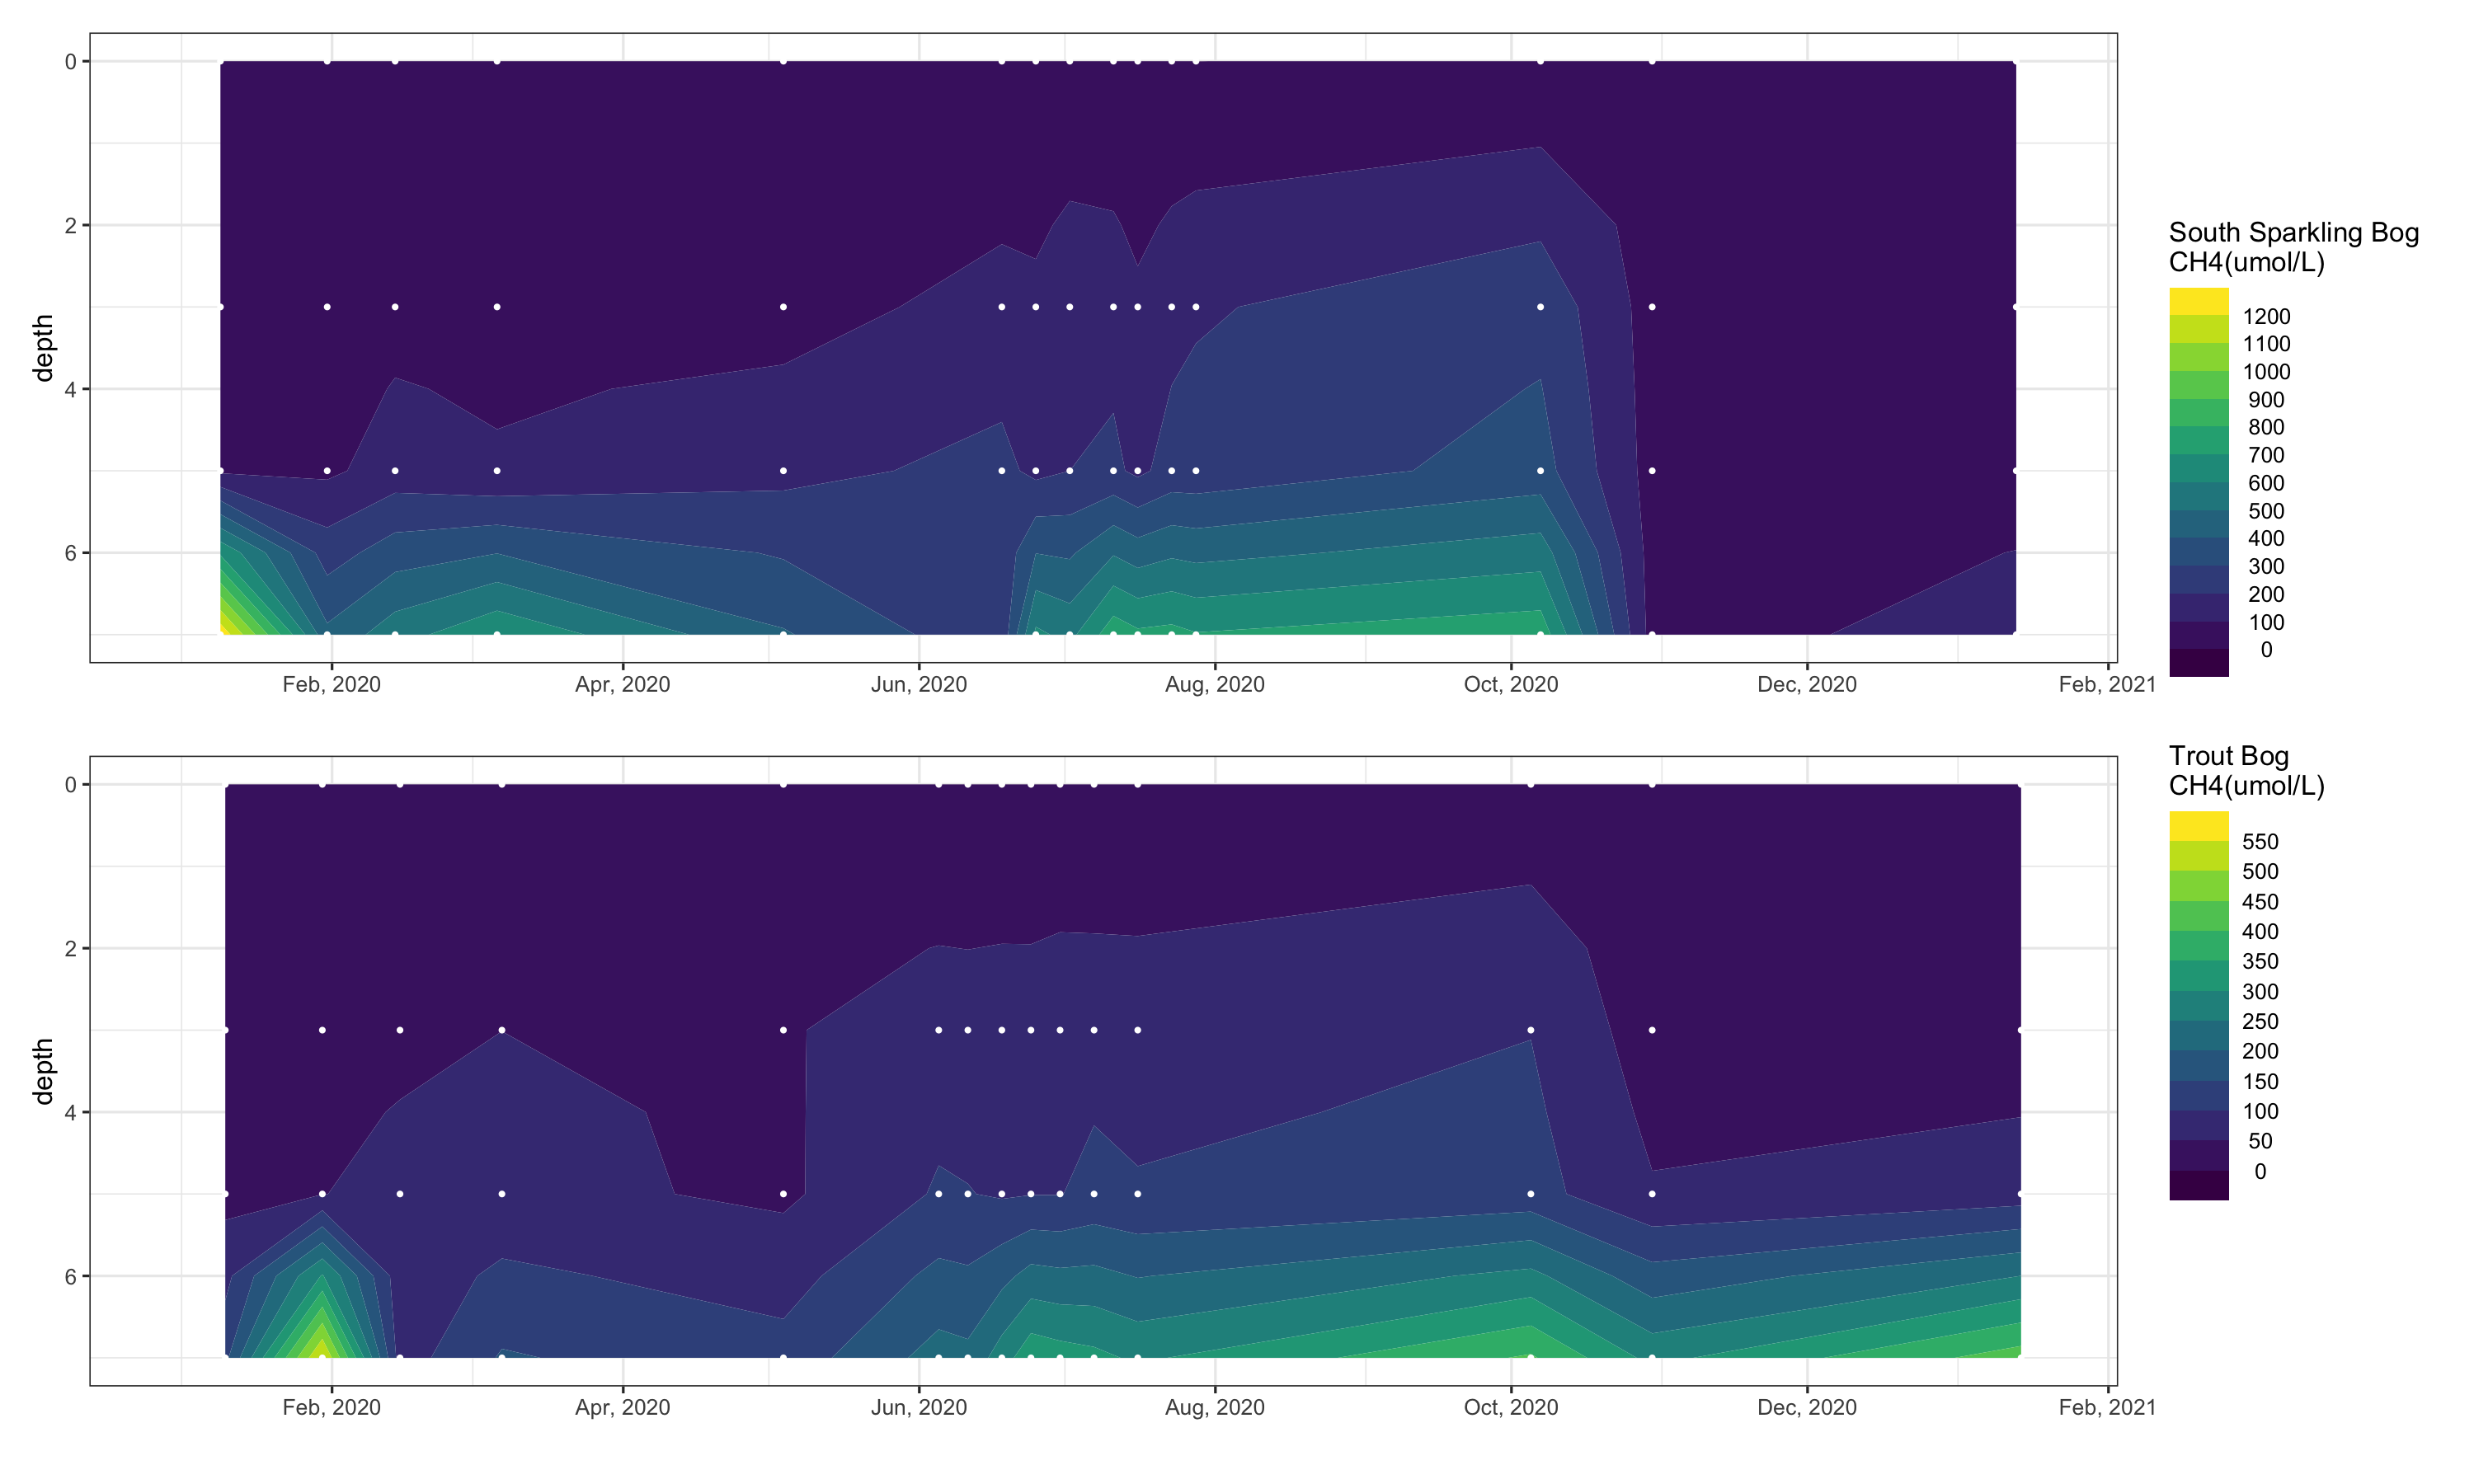 0
2
4
6
depth
Feb, 2020
Apr, 2020
Jun, 2020
Aug, 2020
Oct, 2020
Dec, 2020
Feb, 2021
South Sparkling Bog
CH4(umol/L)
1200
1100
1000
900
800
700
600
500
400
300
200
100
0
0
2
4
6
depth
Feb, 2020
Apr, 2020
Jun, 2020
Aug, 2020
Oct, 2020
Dec, 2020
Feb, 2021
Trout Bog
CH4(umol/L)
550
500
450
400
350
300
250
200
150
100
50
0